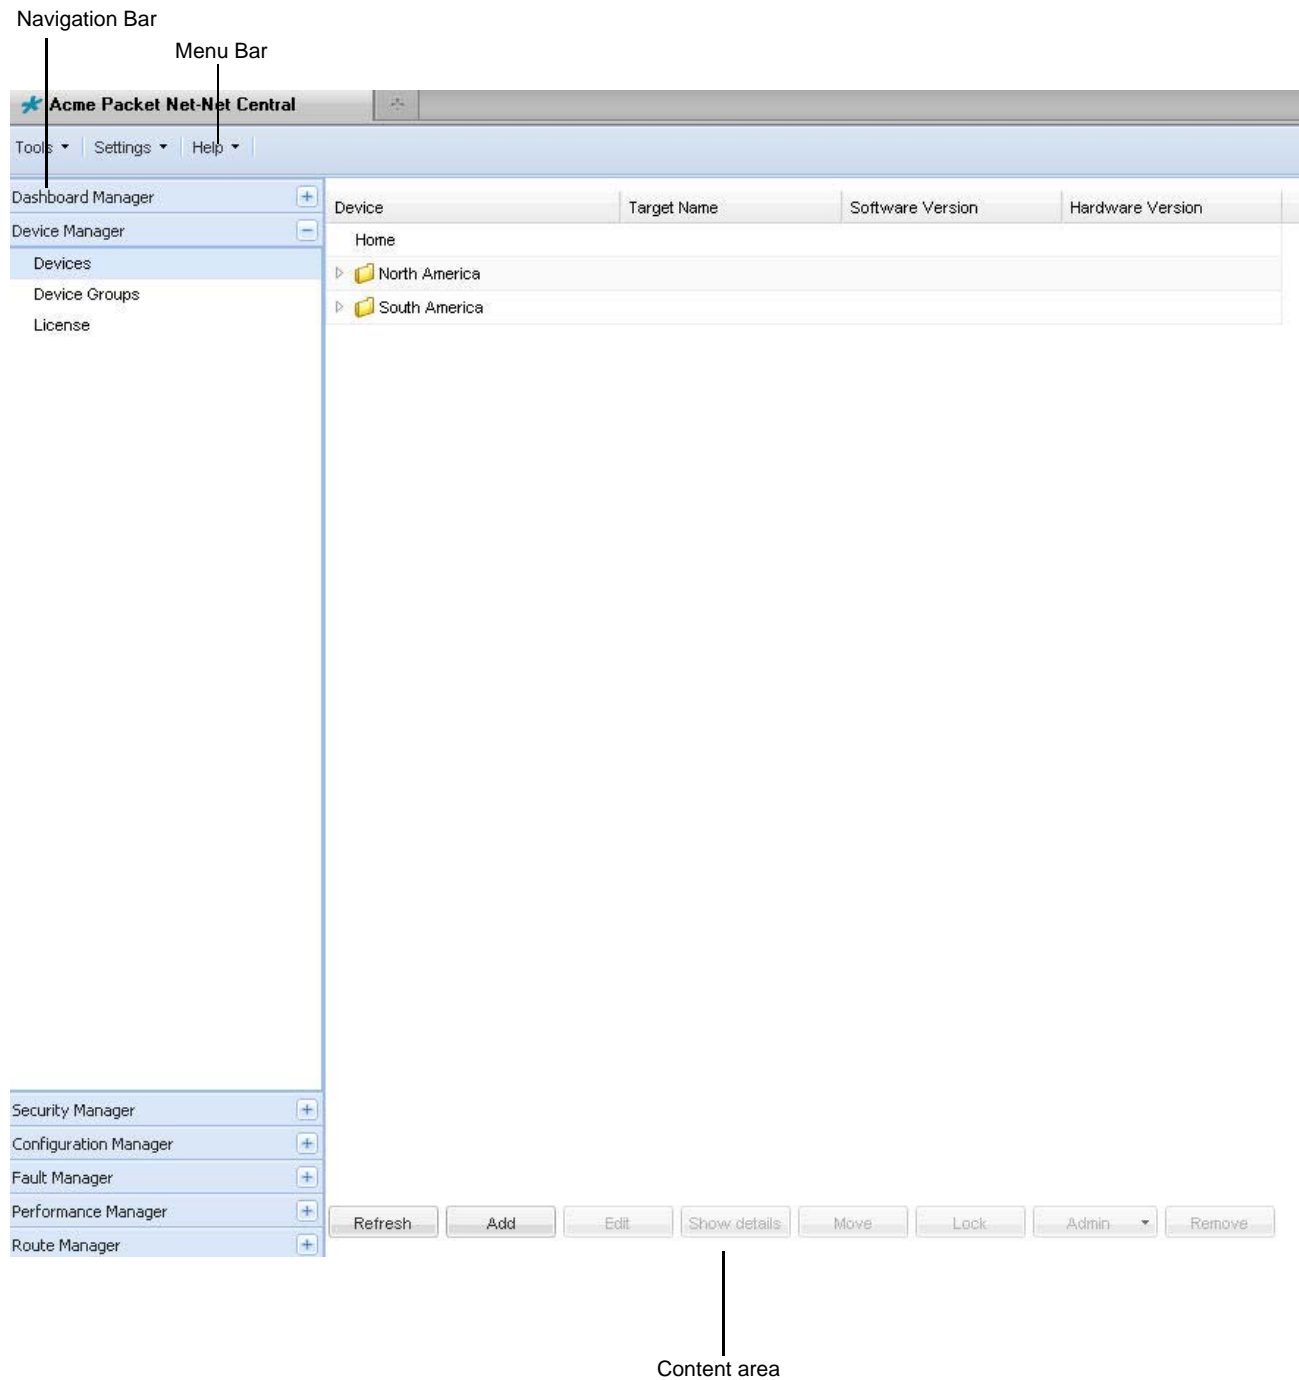 Navigation Bar
Menu Bar
Acme Packet Net-Net Central
Tools Settings Help
Dashboard Manager
Device Manager
Devices
Device Groups
License
Device Target Name Software Version Hardware Version
Home
North America
South America
Security Manager
Configuration Manager
Fault Manager
Performance Manager
Route Manager
Refresh Add Edit Show details Move Lock Admin Remove
Content area